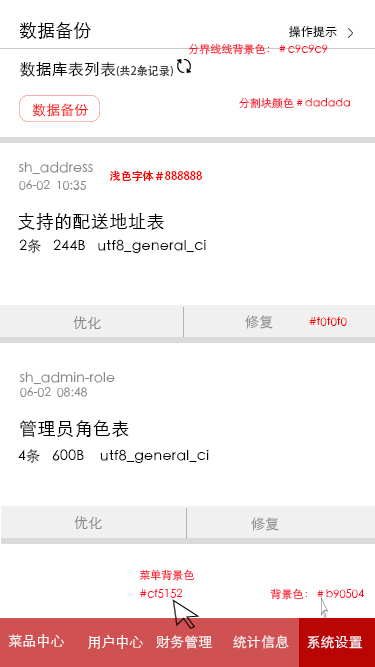 数据备份 操作提示
分界线线背景色：#c9c9c9
数据库表列表(共2条记录)
数据备份 分割块颜色#dadada
sh_address
06-02 10:35 浅色字体#888888
支持的配送地址表
2条 244B utf8_general_ci
优化 修复 #f0f0f0
sh_admin-role
06-02 08:48
管理员角色表
4条 600B utf8_general_ci
优化 修复
菜单背景色
#cf5152 背景色：#b90504
菜品中心 用户中心 财务管理 统计信息 系统设置